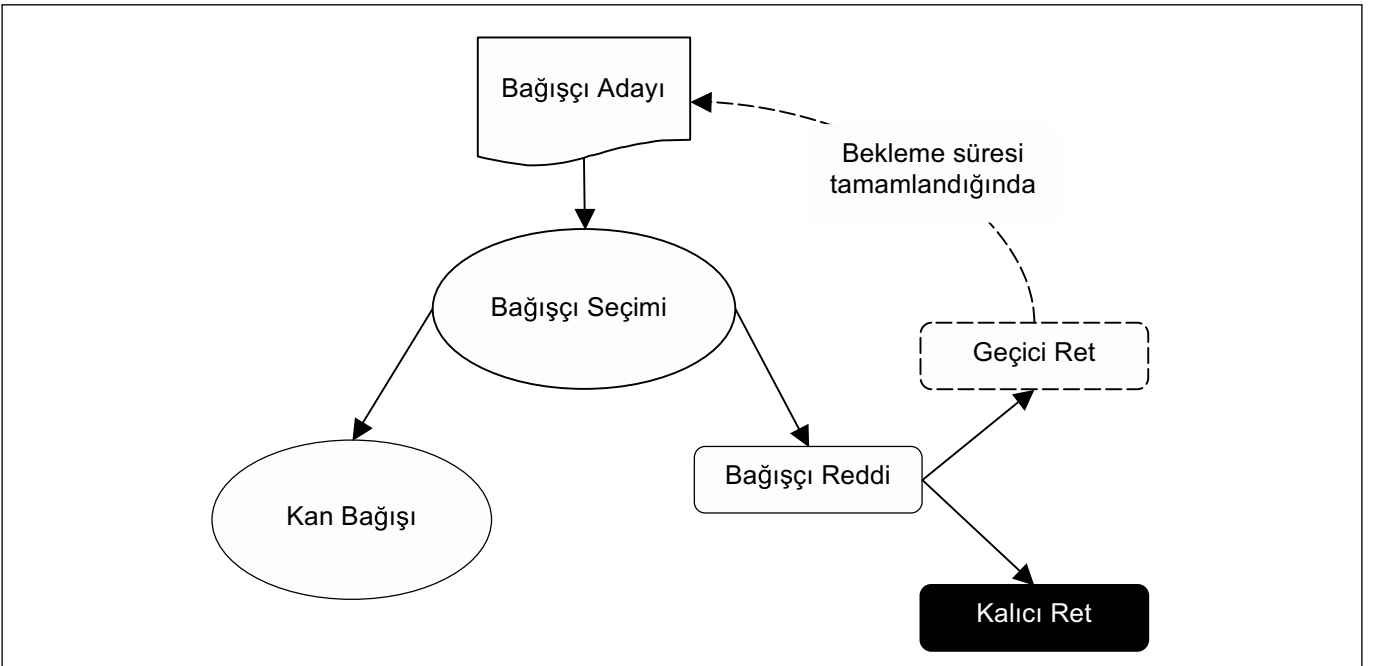 Bağışçı Adayı
Bekleme süresi
tamamlandığında
Bağışçı Seçimi
Geçici Ret
Bağışçı Reddi
Kan Bağışı
Kalıcı Ret